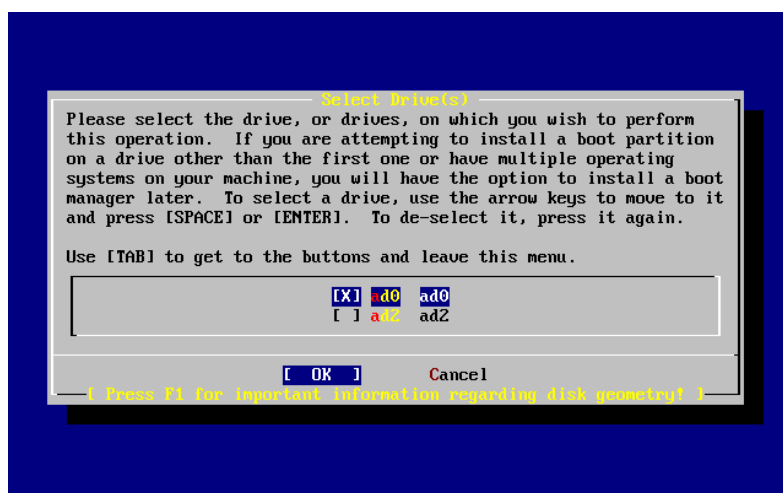 Select Drive(s)
Please select the drive, or drives, on which you wish to perform
this operation.  If you are attempting to install a boot partition
on a drive other than the first one or have multiple operating
systems on your machine, you will have the option to install a boot
manager later.  To select a drive, use the arrow keys to move to it
and press [SPACE] or [ENTER].  To de-select it, press it again.
Use [TAB] to get to the buttons and leave this menu.
[X] ad0  ad0
[ ] ad2  ad2
[  OK  ]  Cancel
[ Press F1 for important information regarding disk geometry! ]